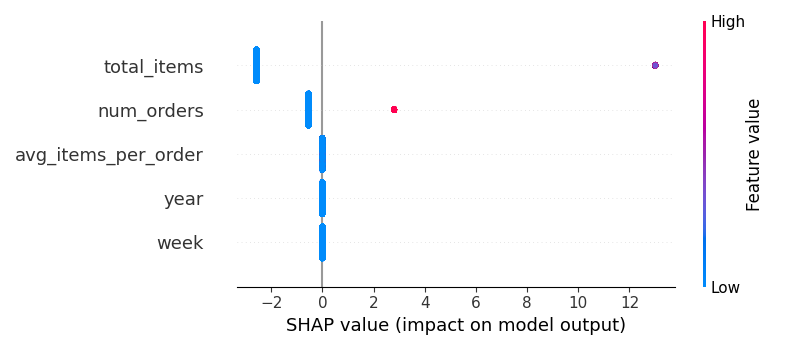 High
total_items
num_orders
avg_items_per_order
year
week
Feature value
Low
−2 0 2 4 6 8 10 12
SHAP value (impact on model output)